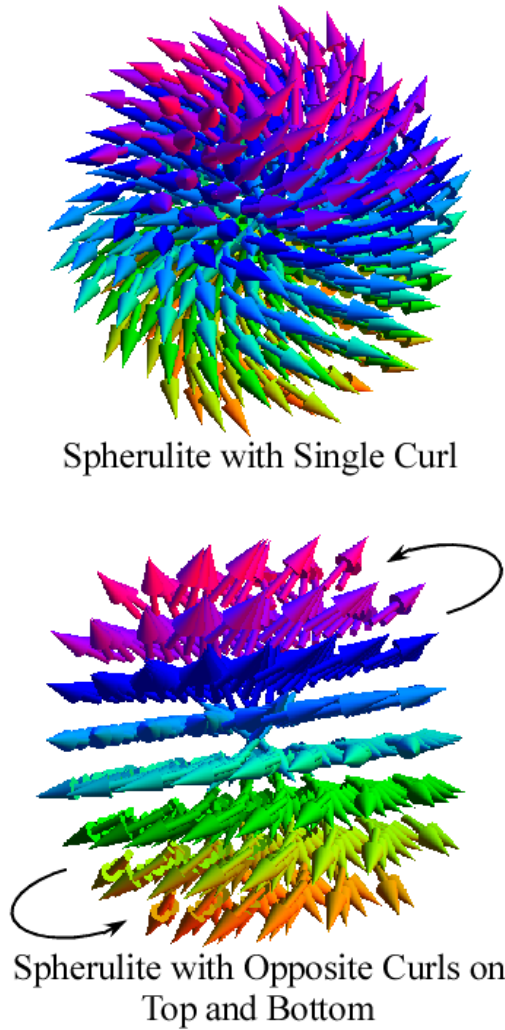 Spherulite with Single Curl
Spherulite with Opposite Curls on
Top and Bottom